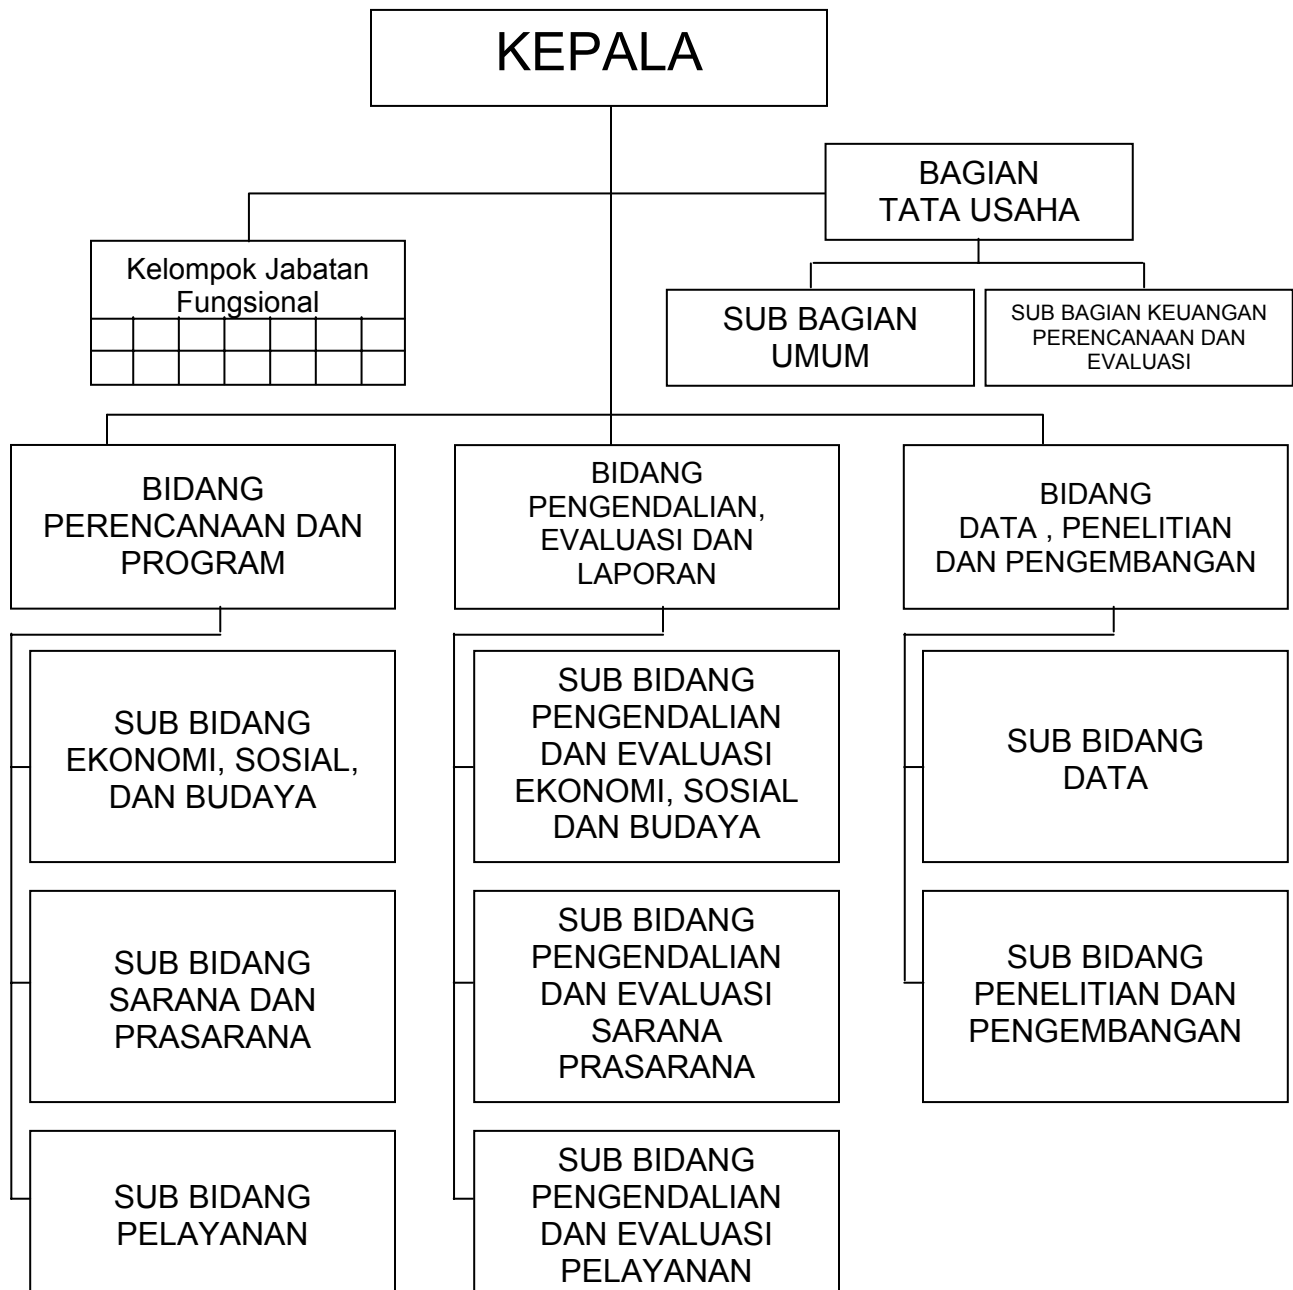 KEPALA
BAGIAN
TATA USAHA
Kelompok Jabatan
Fungsional
SUB BAGIAN
UMUM
SUB BAGIAN KEUANGAN
PERENCANAAN DAN
EVALUASI
BIDANG
PERENCANAAN DAN
PROGRAM
BIDANG
PENGENDALIAN,
EVALUASI DAN
LAPORAN
BIDANG
DATA , PENELITIAN
DAN PENGEMBANGAN
SUB BIDANG
EKONOMI, SOSIAL,
DAN BUDAYA
SUB BIDANG
PENGENDALIAN
DAN EVALUASI
EKONOMI, SOSIAL
DAN BUDAYA
SUB BIDANG
DATA
SUB BIDANG
SARANA DAN
PRASARANA
SUB BIDANG
PENGENDALIAN
DAN EVALUASI
SARANA
PRASARANA
SUB BIDANG
PENELITIAN DAN
PENGEMBANGAN
SUB BIDANG
PELAYANAN
SUB BIDANG
PENGENDALIAN
DAN EVALUASI
PELAYANAN